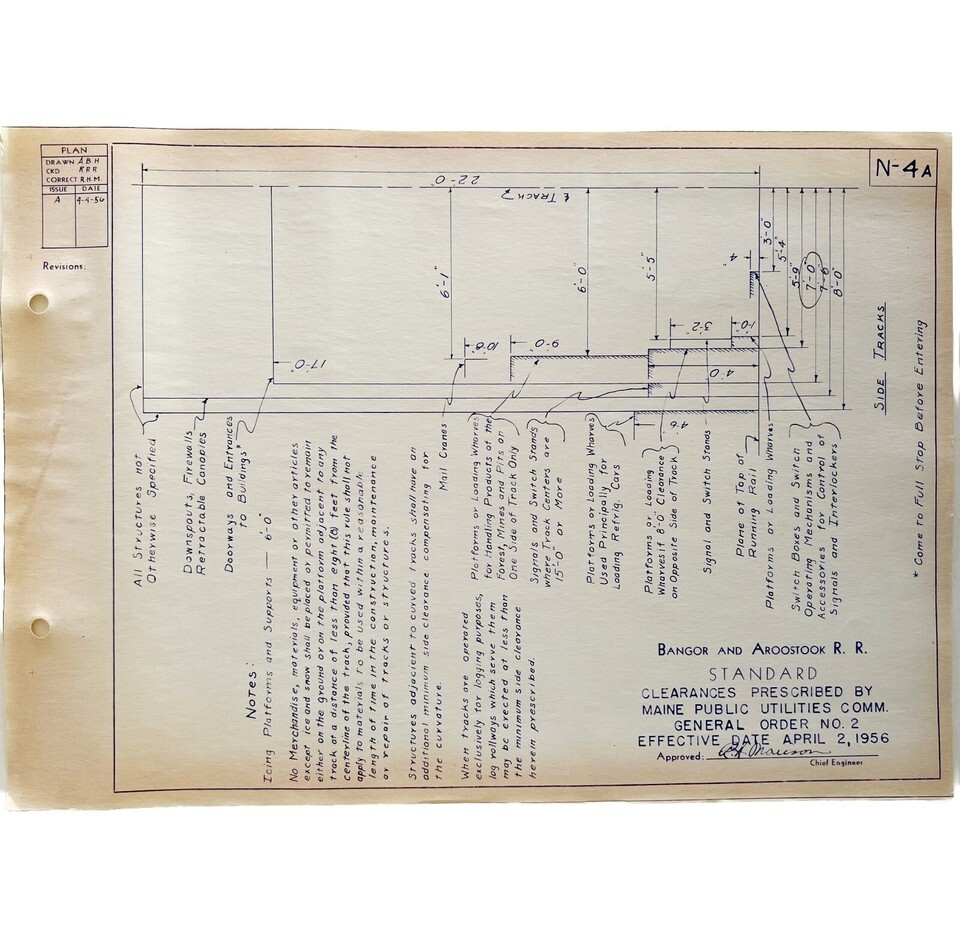 PLAN
DRAWN A.B.H
CKD R.R.R
CORRECT R.H.M.
ISSUE DATE
A 4-4-56
Revisions:
N-4A
22'-0"
℄ TRACK
17'-0"
6'-1"
10'-8"
6'-0"
9'-0"
5'-5"
3'-2"
1'-0"
4'-0"
4'-6"
4"
3'-0"
5'-4"
5'-9"
7'-0"
7'-6"
8'-0"
SIDE TRACKS
All Structures not
Otherwise Specified
Downspouts, Firewalls
Retractable Canopies
Doorways and Entrances
to Buildings*
Mail Cranes
Platforms or Loading Wharves
for Handling Products of the
Forest, Mines and Pits on
One Side of Track Only
Signals and Switch Stands
where Track Centers are
15'-0" or More
Platforms or Loading Wharves
Used Principally for
Loading Refrig. Cars
Platforms or Loading
Wharves if 8'-0" Clearance
on Opposite Side of Track
Signal and Switch Stands
Plane of Top of
Running Rail
Platforms or Loading Wharves
Switch Boxes and Switch
Operating Mechanisms and
Accessories for Control of
Signals and Interlockers
* Come to Full Stop Before Entering
NOTES:
Icing Platforms and Supports — 6'-0"
No Merchandise, materials, equipment or other articles
except ice and snow shall be placed or permitted to remain
either on the ground or on the platform adjacent to any
track at a distance of less than eight (8) feet from the
centerline of the track; provided that this rule shall not
apply to materials to be used within a reasonable
length of time in the construction, maintenance
or repair of tracks or structures.
Structures adjacent to curved tracks shall have an
additional minimum side clearance compensating for
the curvature.
When tracks are operated
exclusively for logging purposes,
log rollways which serve them
may be erected at less than
the minimum side clearance
herein prescribed.
BANGOR AND AROOSTOOK R. R.
STANDARD
CLEARANCES PRESCRIBED BY
MAINE PUBLIC UTILITIES COMM.
GENERAL ORDER NO. 2
EFFECTIVE DATE APRIL 2, 1956
Approved:
Chief Engineer